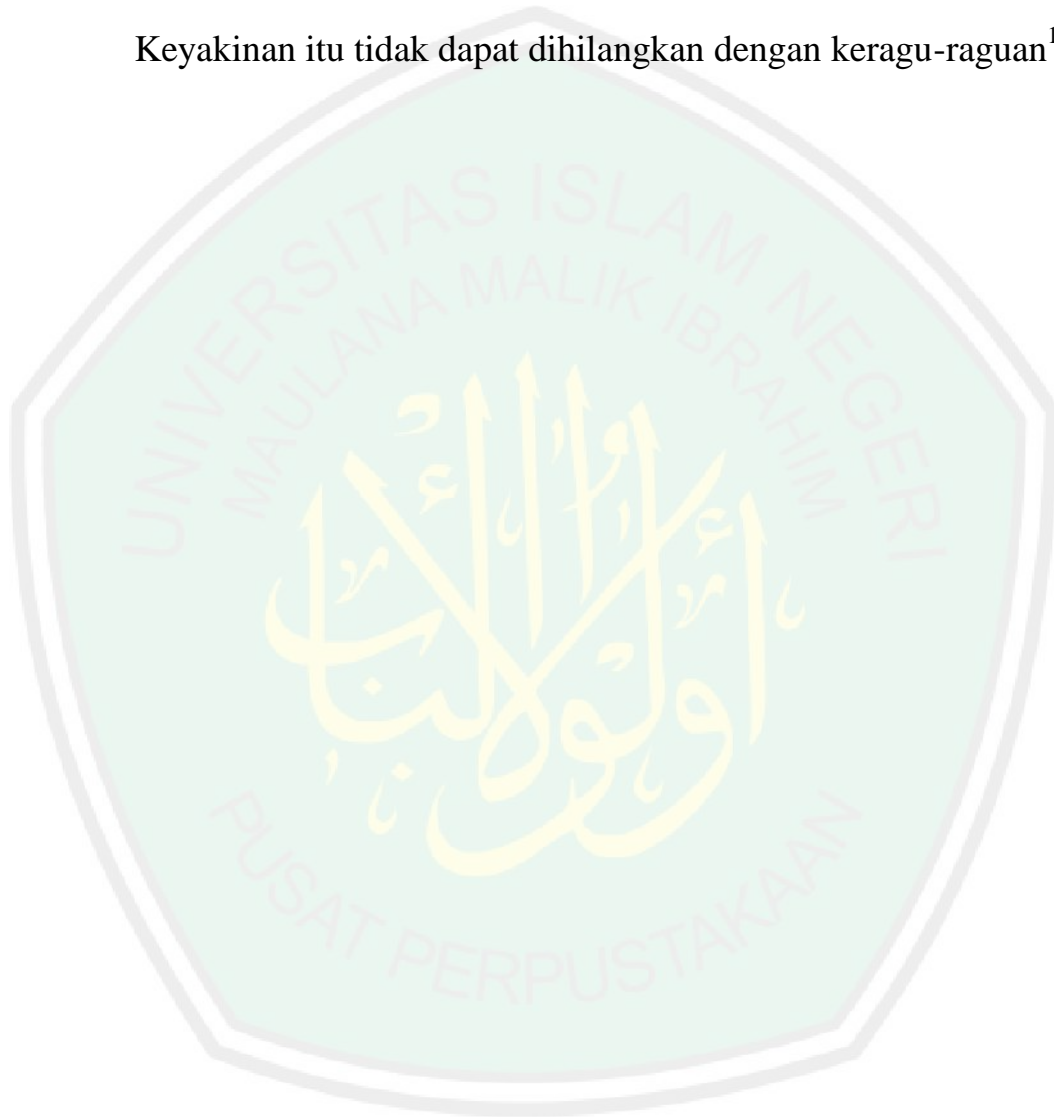 Keyakinan itu tidak dapat dihilangkan dengan keragu-raguan¹
UNIVERSITAS ISLAM NEGERI
MAULANA MALIK IBRAHIM
أولو الألباب
PUSAT PERPUSTAKAAN